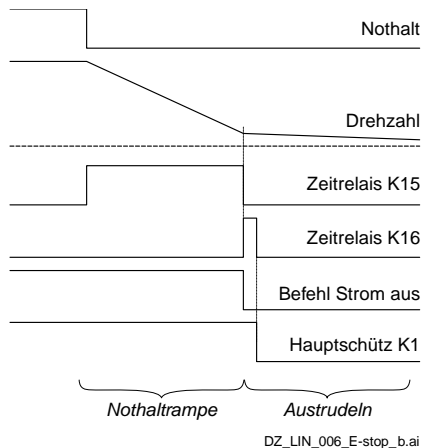 Nothalt
Drehzahl
Zeitrelais K15
Zeitrelais K16
Befehl Strom aus
Hauptschütz K1
Nothaltrampe
Austrudeln
DZ_LIN_006_E-stop_b.ai